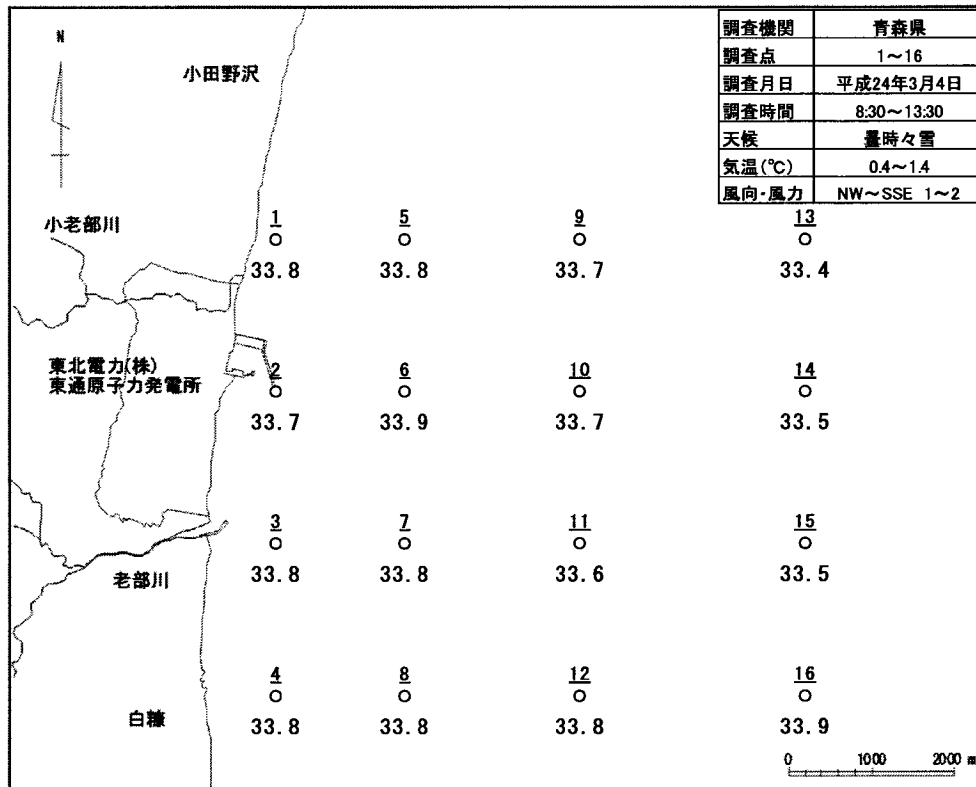 N
小田野沢
調査機関 青森県
調査点 1～16
調査月日 平成24年3月4日
調査時間 8:30～13:30
天候 曇時々雪
気温(℃) 0.4～1.4
風向・風力 NW～SSE 1～2
小老部川
1 5 9 13
33.8 33.8 33.7 33.4
東北電力(株)
東通原子力発電所
2 6 10 14
33.7 33.9 33.7 33.5
3 7 11 15
33.8 33.8 33.6 33.5
老部川
4 8 12 16
33.8 33.8 33.8 33.9
白糠
0 1000 2000 m